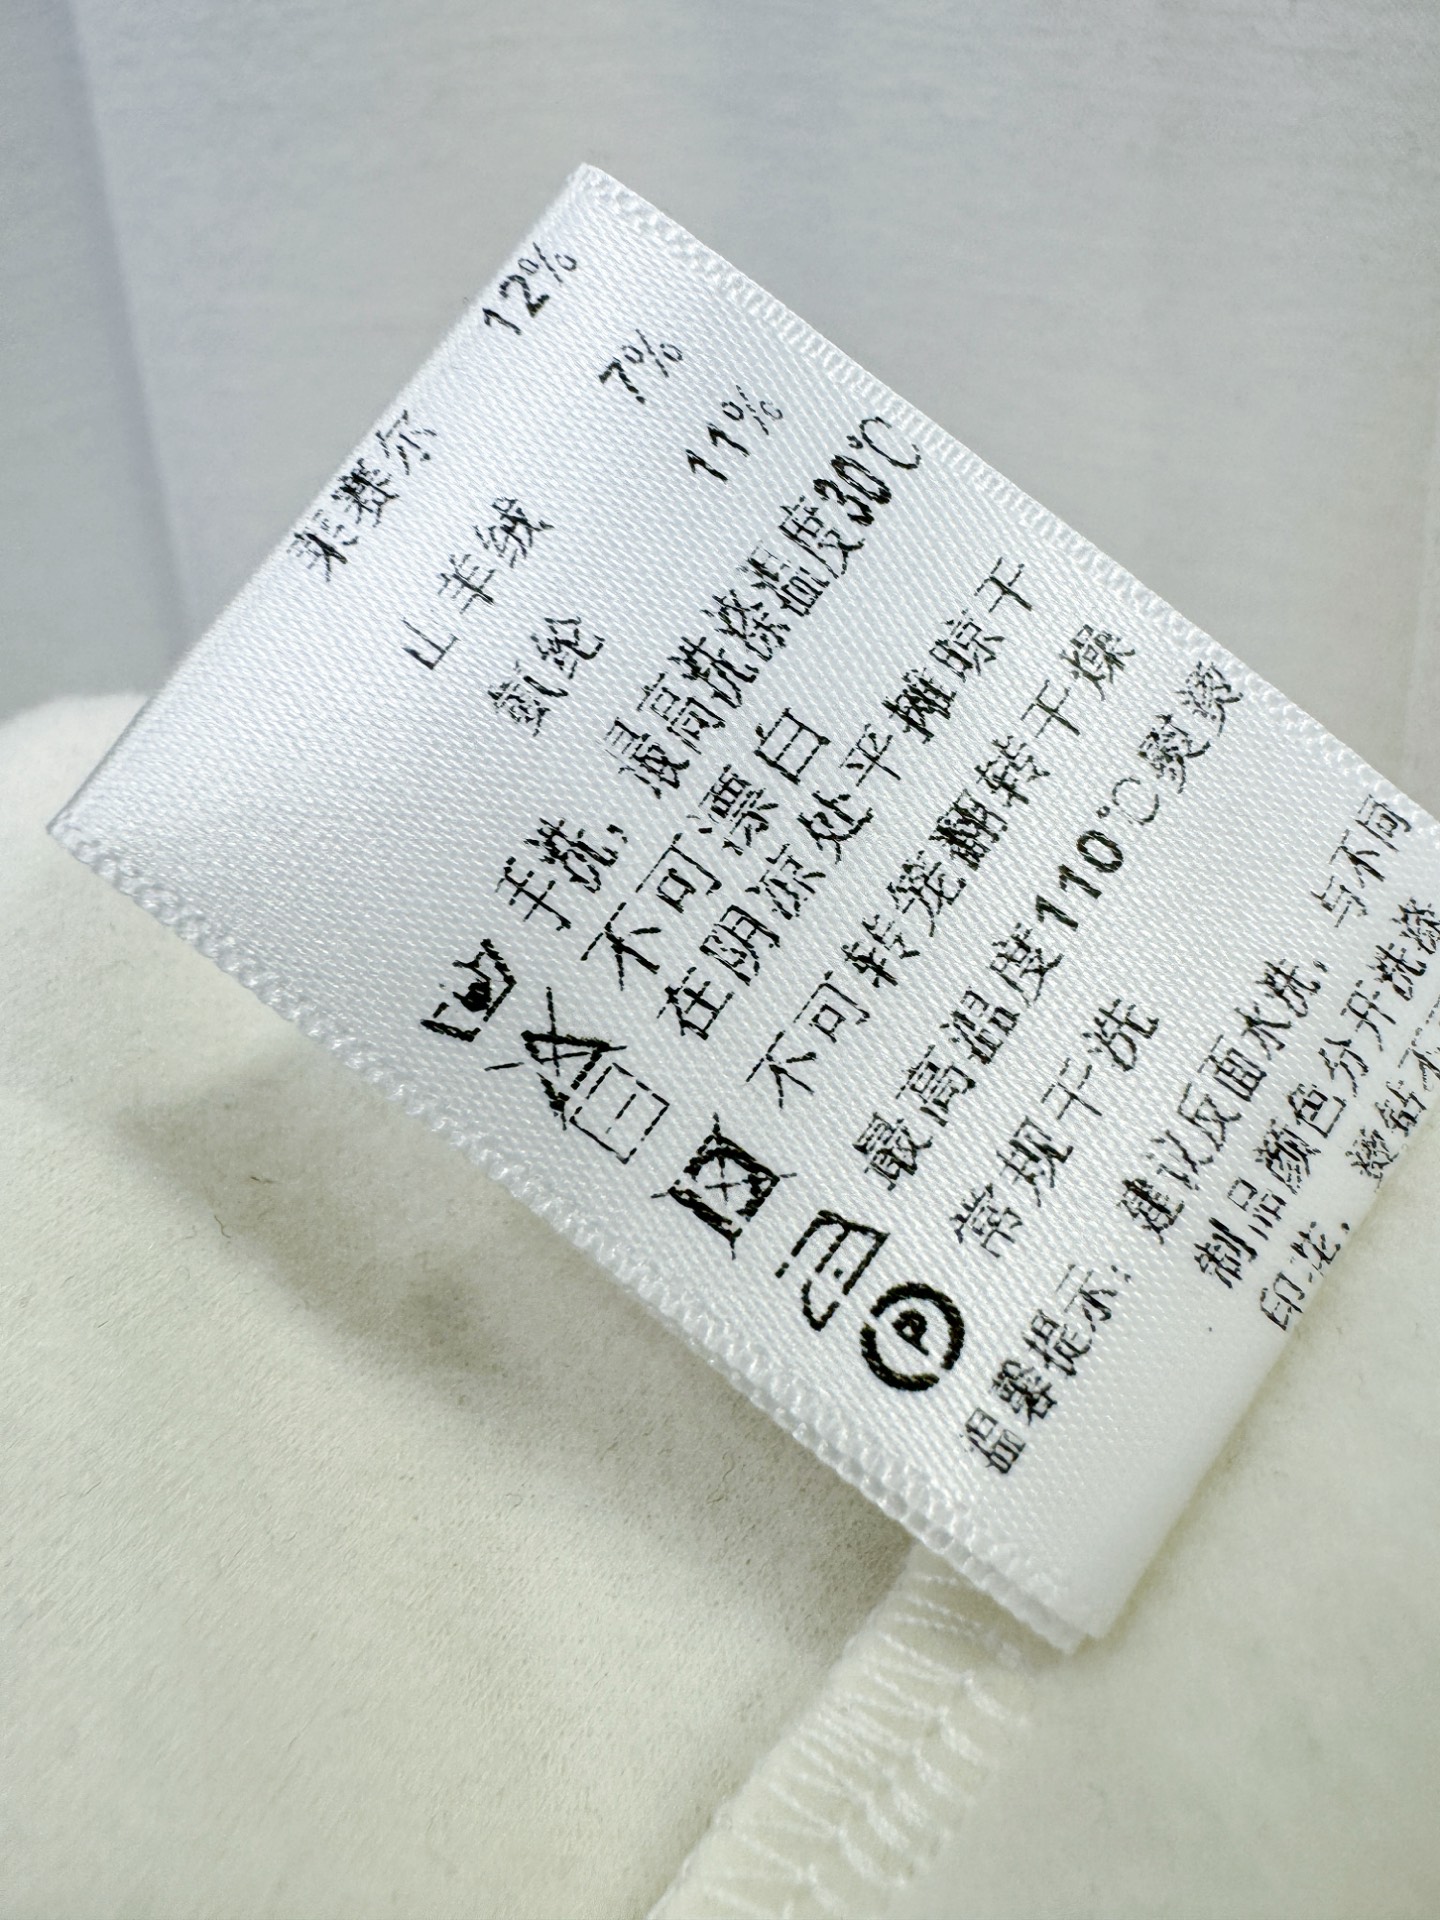 莱赛尔 12%
山羊绒 7%
氨纶 11%
手洗，最高洗涤温度30℃
不可漂白
在阴凉处平摊晾干
不可转笼翻转干燥
最高温度110℃熨烫
P 常规干洗
温馨提示：
建议反面水洗， 与不同
制品颜色分开洗涤
印花， 烫钻不